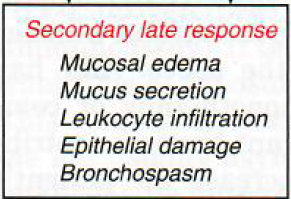 Secondary late response
Mucosal edema
Mucus secretion
Leukocyte infiltration
Epithelial damage
Bronchospasm